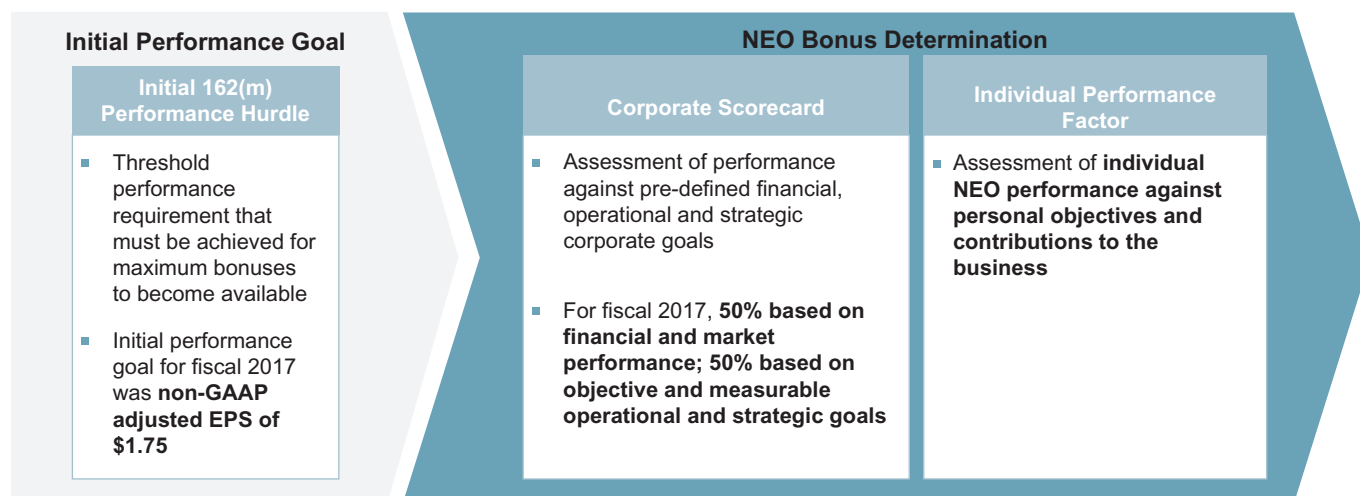 Initial Performance Goal
Initial 162(m)
Performance Hurdle
▪ Threshold
performance
requirement that
must be achieved for
maximum bonuses
to become available
▪ Initial performance
goal for fiscal 2017
was non-GAAP
adjusted EPS of
$1.75
NEO Bonus Determination
Corporate Scorecard
▪ Assessment of performance
against pre-defined financial,
operational and strategic
corporate goals
▪ For fiscal 2017, 50% based on
financial and market
performance; 50% based on
objective and measurable
operational and strategic goals
Individual Performance
Factor
▪ Assessment of individual
NEO performance against
personal objectives and
contributions to the
business